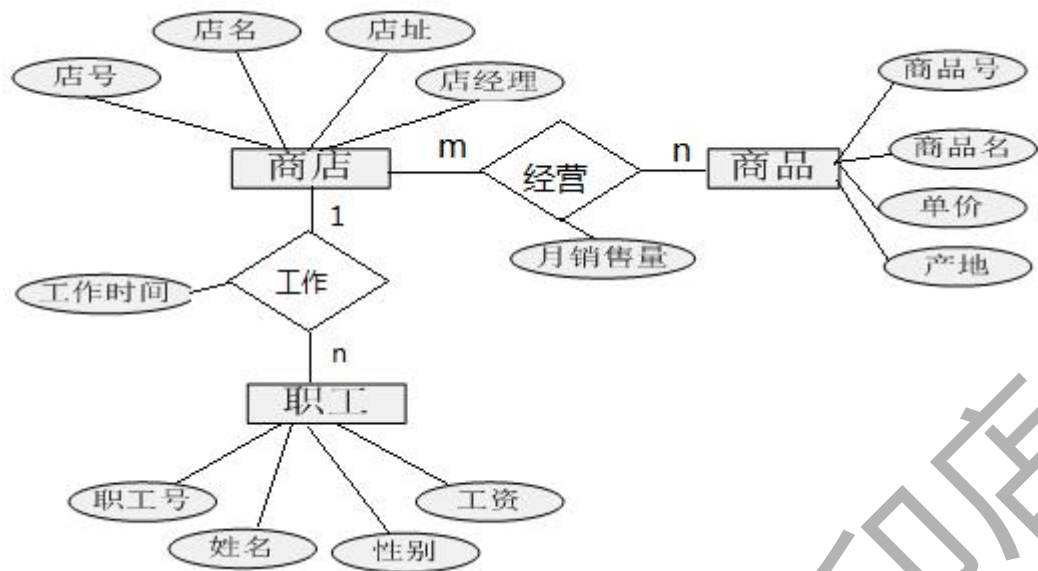 店名
店址
店号
店经理
商品号
商店
m
经营
n
商品
商品名
1
单价
月销售量
产地
工作时间
工作
n
职工
职工号
工资
姓名
性别
印店